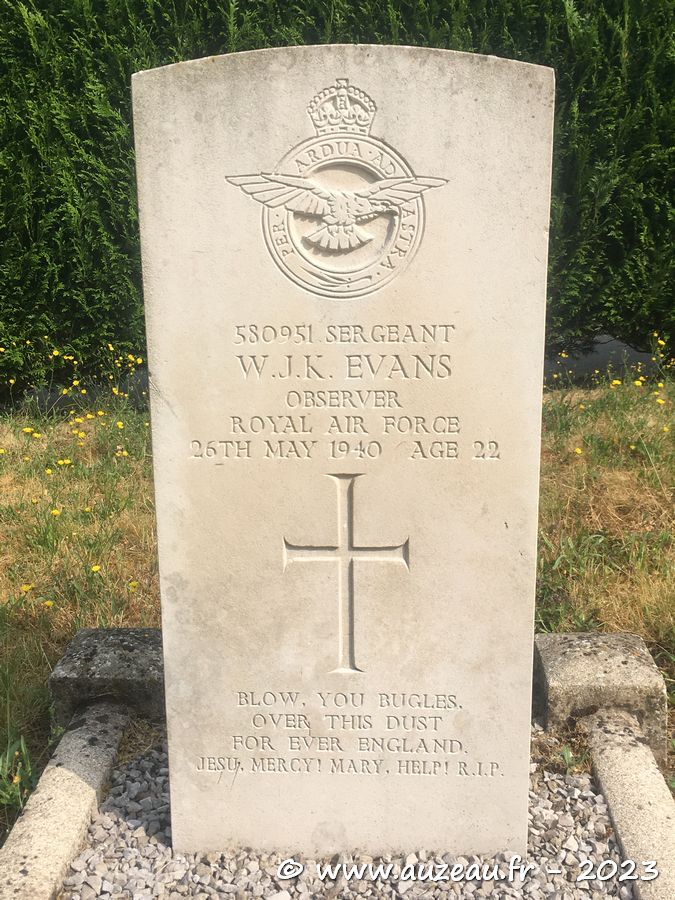 PER · ARDUA · AD ASTRA ·
580951 SERGEANT
W.J.K. EVANS
OBSERVER
ROYAL AIR FORCE
26TH MAY 1940 AGE 22
BLOW, YOU BUGLES,
OVER THIS DUST
FOR EVER ENGLAND.
JESU, MERCY! MARY, HELP! R.I.P.
© www.auzeau.fr - 2023